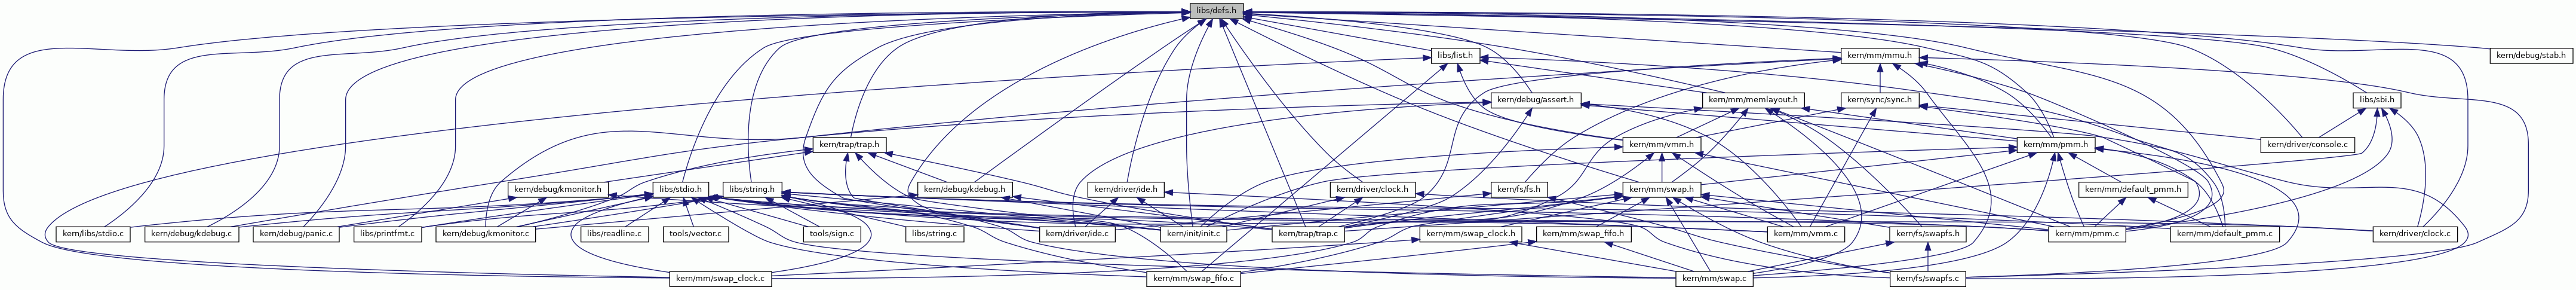 libs/defs.h
libs/list.h
kern/mm/mmu.h
kern/debug/stab.h
kern/debug/assert.h
kern/mm/memlayout.h
kern/sync/sync.h
libs/sbi.h
kern/trap/trap.h
kern/mm/vmm.h
kern/mm/pmm.h
kern/driver/console.c
kern/debug/kmonitor.h
libs/stdio.h
libs/string.h
kern/debug/kdebug.h
kern/driver/ide.h
kern/driver/clock.h
kern/fs/fs.h
kern/mm/swap.h
kern/mm/default_pmm.h
kern/libs/stdio.c
kern/debug/kdebug.c
kern/debug/panic.c
libs/printfmt.c
kern/debug/kmonitor.c
libs/readline.c
tools/vector.c
tools/sign.c
libs/string.c
kern/driver/ide.c
kern/init/init.c
kern/trap/trap.c
kern/mm/swap_clock.h
kern/mm/swap_fifo.h
kern/mm/vmm.c
kern/fs/swapfs.h
kern/mm/pmm.c
kern/mm/default_pmm.c
kern/driver/clock.c
kern/mm/swap_clock.c
kern/mm/swap_fifo.c
kern/mm/swap.c
kern/fs/swapfs.c